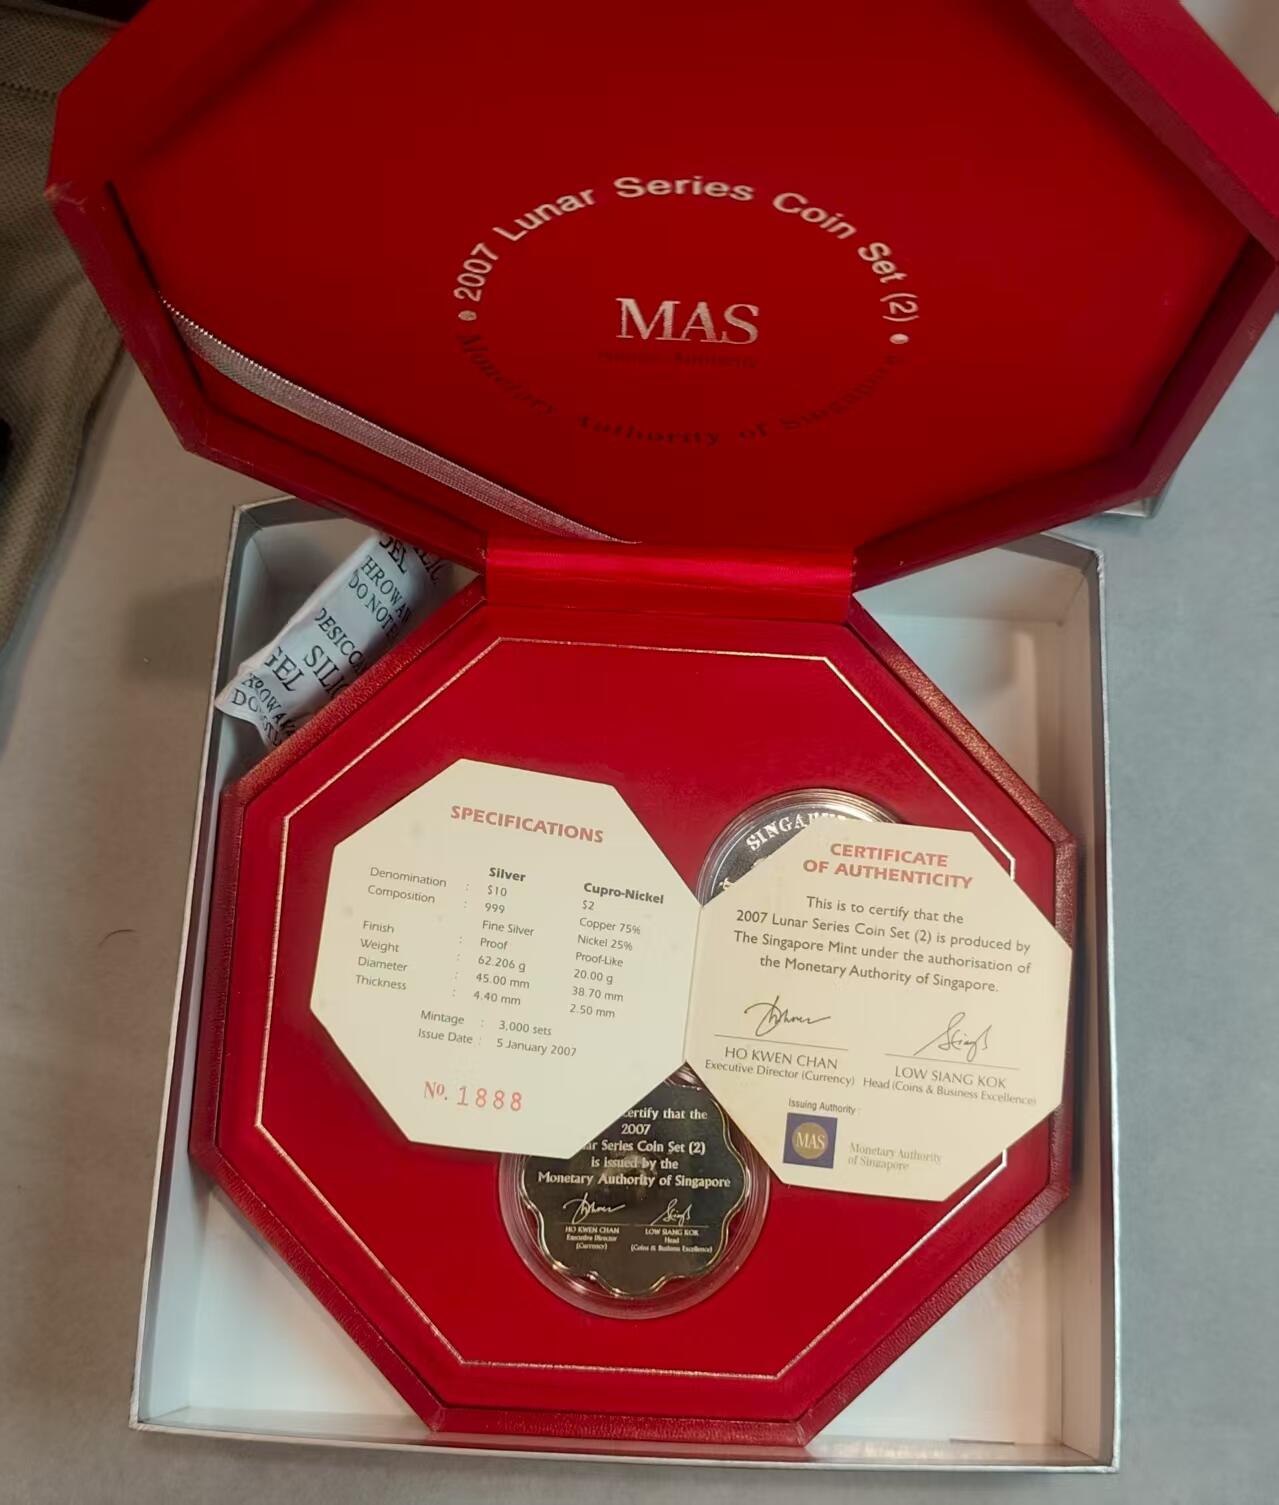 • 2007 Lunar Series Coin Set (2) •
MAS
Monetary Authority of Singapore
GEL
THROWAWAY
DO NOT E
DESICCA
SILI
GEL
DO
SPECIFICATIONS
Silver Cupro-Nickel
Denomination : $10 $2
Composition : 999 Copper 75%
Fine Silver Nickel 25%
Finish : Proof Proof-Like
Weight : 62.206 g 20.00 g
Diameter : 45.00 mm 38.70 mm
Thickness : 4.40 mm 2.50 mm
Mintage : 3,000 sets
Issue Date : 5 January 2007
No. 1888
SINGAP
CERTIFICATE
OF AUTHENTICITY
This is to certify that the
2007 Lunar Series Coin Set (2) is produced by
The Singapore Mint under the authorisation of
the Monetary Authority of Singapore.
HO KWEN CHAN
Executive Director (Currency)
LOW SIANG KOK
Head (Coins & Business Excellence)
Issuing Authority :
MAS
Monetary Authority
of Singapore
certify that the
2007
ar Series Coin Set (2)
is issued by the
Monetary Authority of Singapore
HO KWEN CHAN
Executive Director
(Currency)
LOW SIANG KOK
Head
(Coins & Business Excellence)